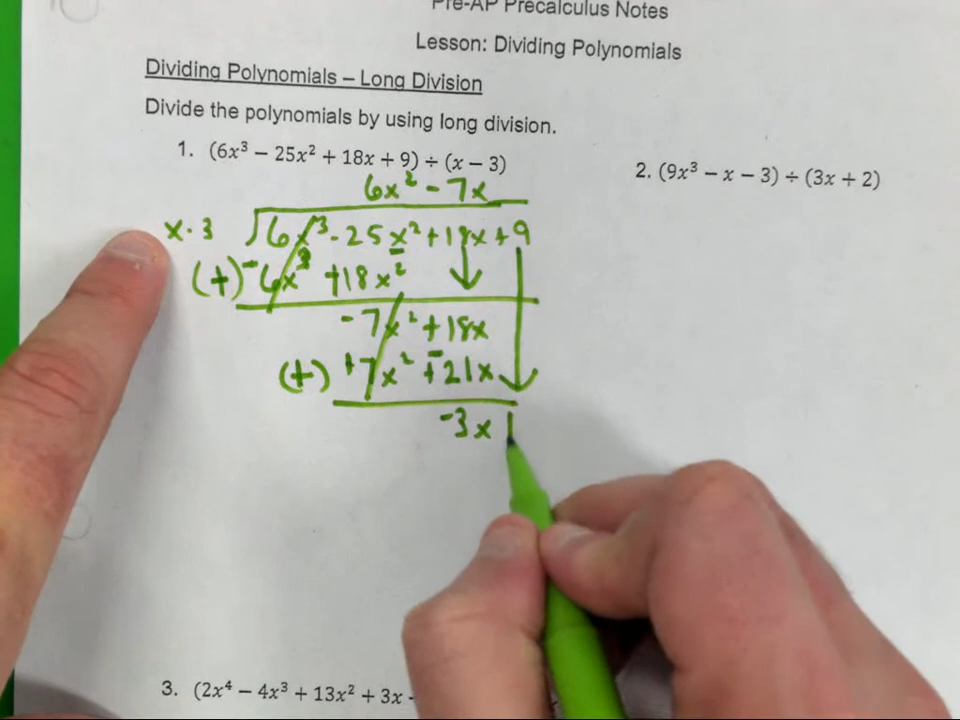 Pre-AP Precalculus Notes
Lesson: Dividing Polynomials
Dividing Polynomials – Long Division
Divide the polynomials by using long division.
1. (6x³ − 25x² + 18x + 9) ÷ (x − 3)
2. (9x³ − x − 3) ÷ (3x + 2)
6x² - 7x
x - 3 6x³ - 25x² + 18x + 9
(+) - 6x³ + 18x²
- 7x² + 18x
(+) + 7x² - 21x
-3x
3. (2x⁴ − 4x³ + 13x² + 3x -